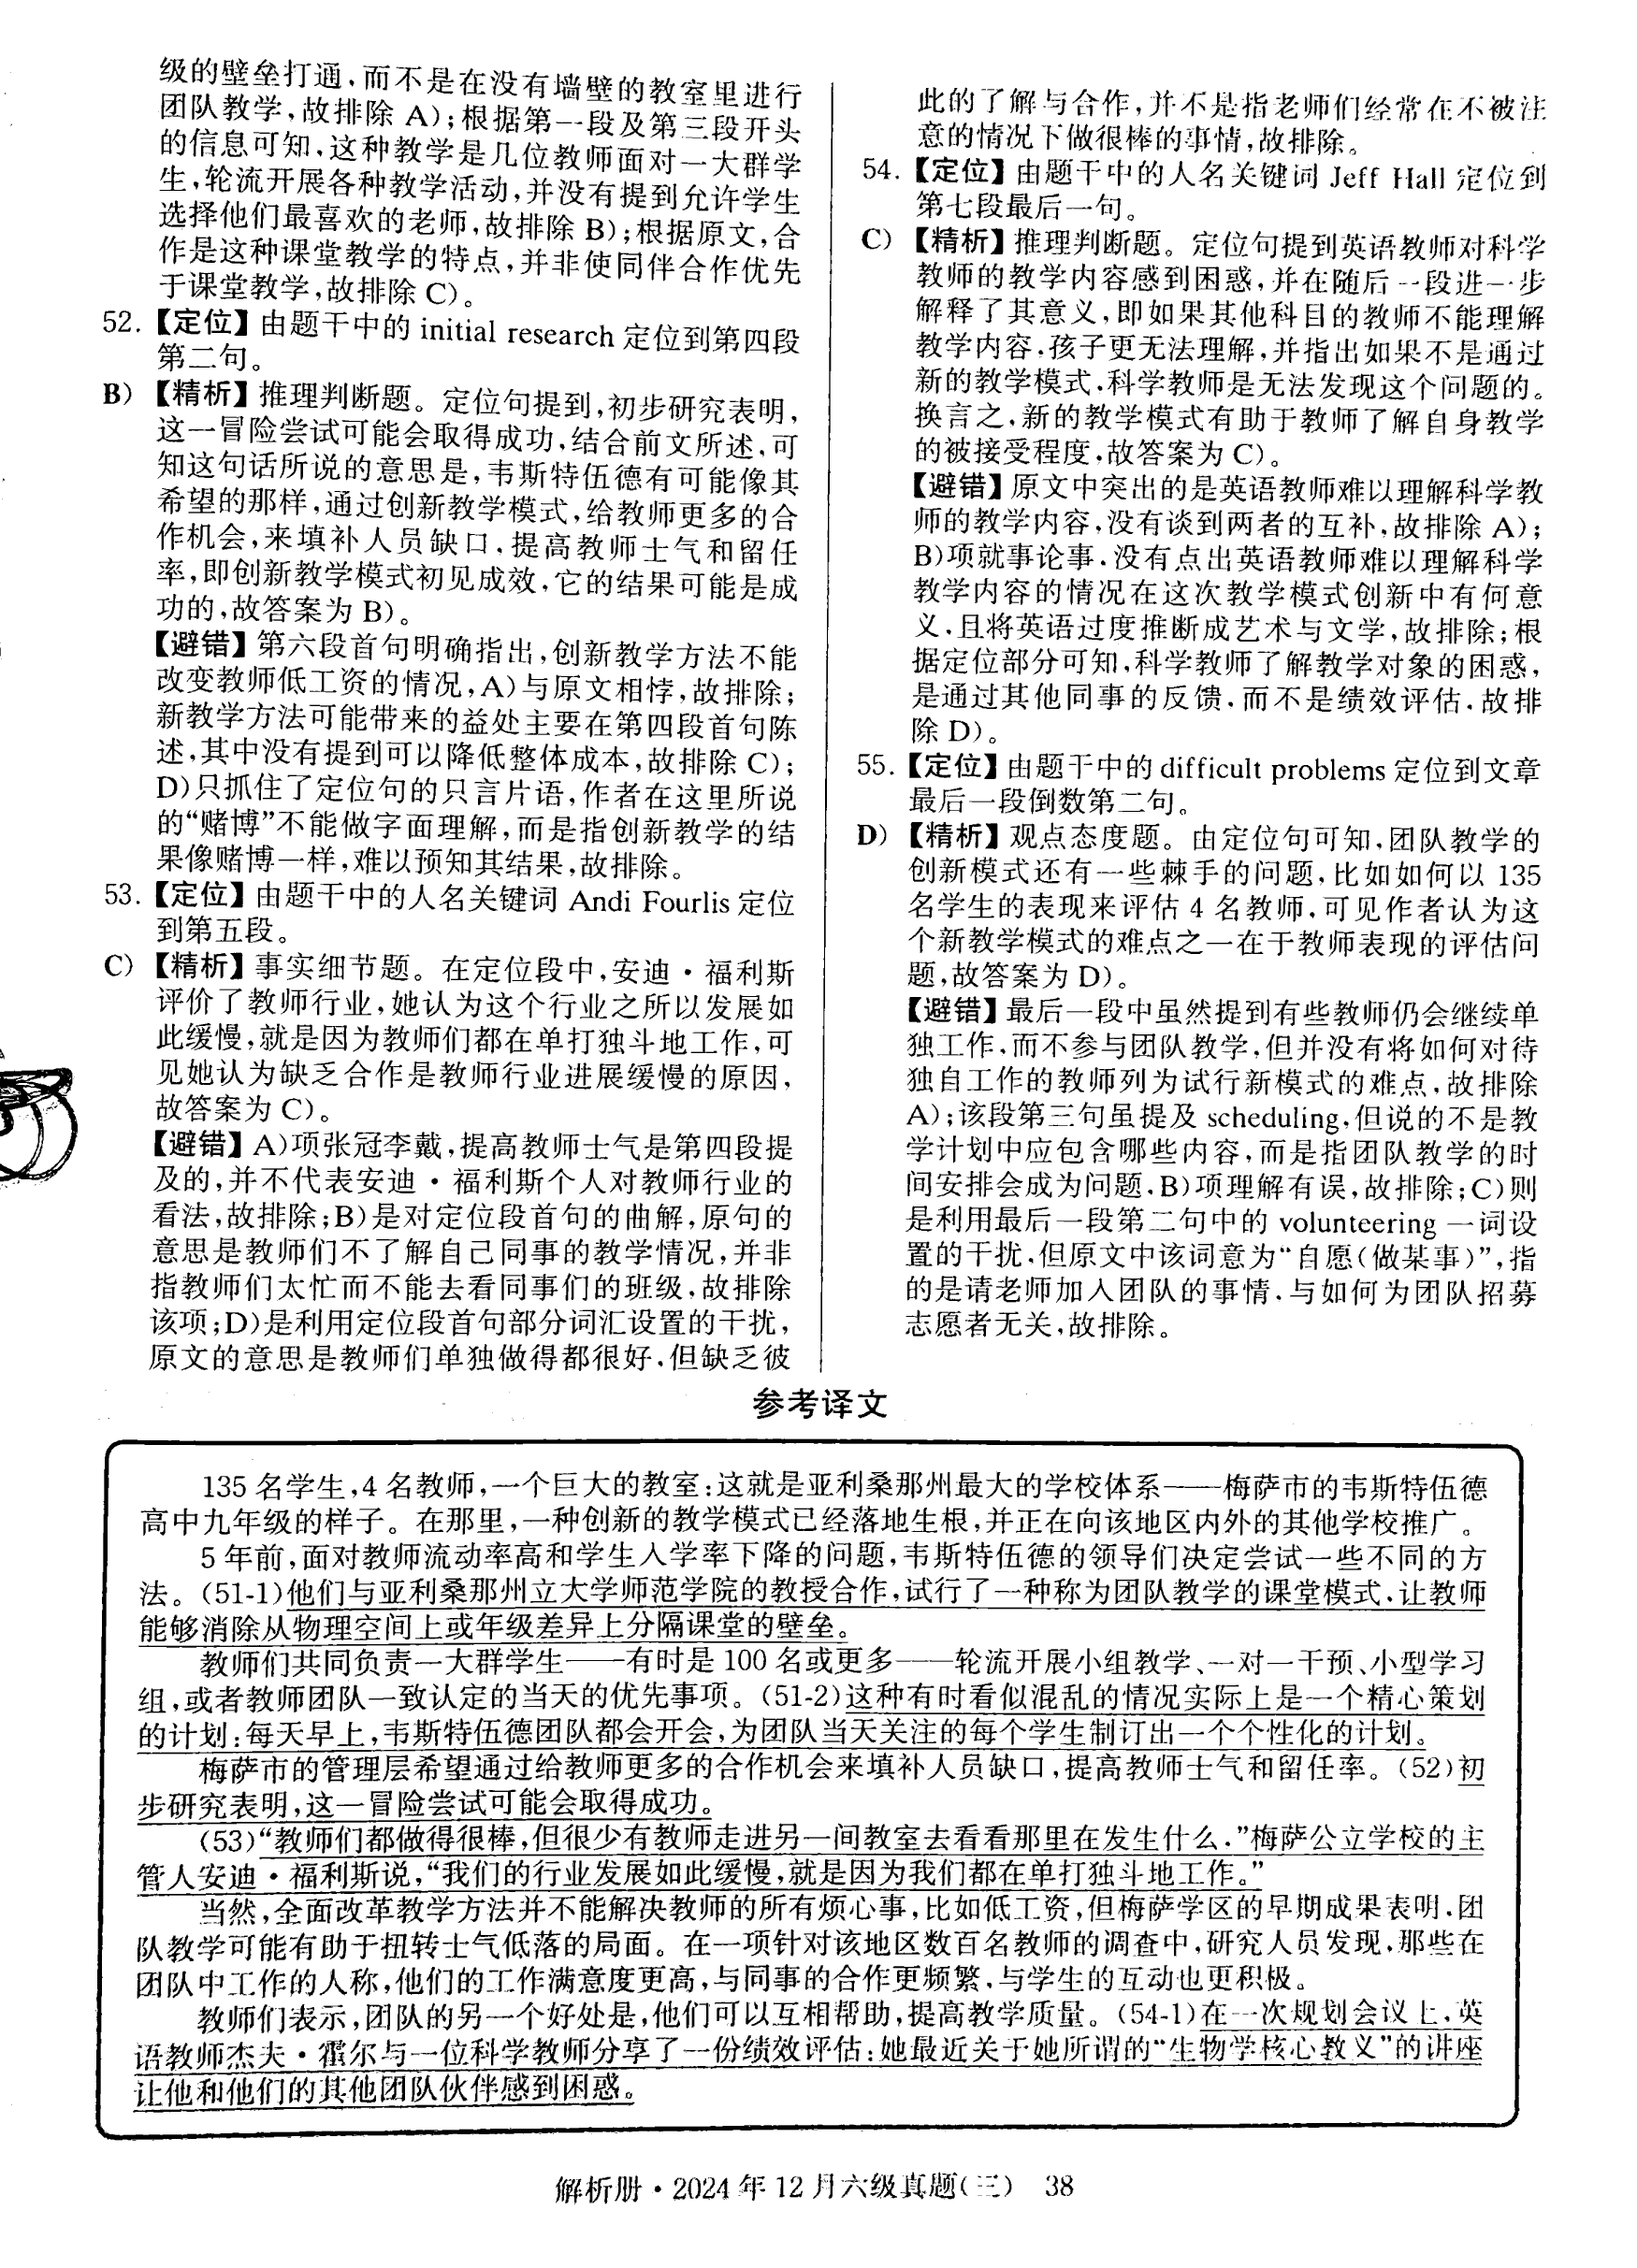 级的壁垒打通,而不是在没有墙壁的教室里进行
团队教学,故排除 A);根据第一段及第三段开头
的信息可知,这种教学是几位教师面对一大群学
生,轮流开展各种教学活动,并没有提到允许学生
选择他们最喜欢的老师,故排除 B);根据原文,合
作是这种课堂教学的特点,并非使同伴合作优先
于课堂教学,故排除 C)。
52.【定位】由题干中的 initial research 定位到第四段
第二句。
B)【精析】推理判断题。定位句提到,初步研究表明,
这一冒险尝试可能会取得成功,结合前文所述,可
知这句话所说的意思是,韦斯特伍德有可能像其
希望的那样,通过创新教学模式,给教师更多的合
作机会,来填补人员缺口,提高教师士气和留任
率,即创新教学模式初见成效,它的结果可能是成
功的,故答案为 B)。
【避错】第六段首句明确指出,创新教学方法不能
改变教师低工资的情况,A)与原文相悖,故排除;
新教学方法可能带来的益处主要在第四段首句陈
述,其中没有提到可以降低整体成本,故排除 C);
D)只抓住了定位句的只言片语,作者在这里所说
的“赌博”不能做字面理解,而是指创新教学的结
果像赌博一样,难以预知其结果,故排除。
53.【定位】由题干中的人名关键词 Andi Fourlis 定位
到第五段。
C)【精析】事实细节题。在定位段中,安迪·福利斯
评价了教师行业,她认为这个行业之所以发展如
此缓慢,就是因为教师们都在单打独斗地工作,可
见她认为缺乏合作是教师行业进展缓慢的原因,
故答案为 C)。
【避错】A)项张冠李戴,提高教师士气是第四段提
及的,并不代表安迪·福利斯个人对教师行业的
看法,故排除;B)是对定位段首句的曲解,原句的
意思是教师们不了解自己同事的教学情况,并非
指教师们太忙而不能去看同事们的班级,故排除
该项;D)是利用定位段首句部分词汇设置的干扰,
原文的意思是教师们单独做得都很好,但缺乏彼
此的了解与合作,并不是指老师们经常在不被注
意的情况下做很棒的事情,故排除。
54.【定位】由题干中的人名关键词 Jeff Hall 定位到
第七段最后一句。
C)【精析】推理判断题。定位句提到英语教师对科学
教师的教学内容感到困惑,并在随后一段进一步
解释了其意义,即如果其他科目的教师不能理解
教学内容,孩子更无法理解,并指出如果不是通过
新的教学模式,科学教师是无法发现这个问题的。
换言之,新的教学模式有助于教师了解自身教学
的被接受程度,故答案为 C)。
【避错】原文中突出的是英语教师难以理解科学教
师的教学内容,没有谈到两者的互补,故排除 A);
B)项就事论事,没有点出英语教师难以理解科学
教学内容的情况在这次教学模式创新中有何意
义,且将英语过度推断成艺术与文学,故排除;根
据定位部分可知,科学教师了解教学对象的困惑,
是通过其他同事的反馈,而不是绩效评估,故排
除 D)。
55.【定位】由题干中的 difficult problems 定位到文章
最后一段倒数第二句。
D)【精析】观点态度题。由定位句可知,团队教学的
创新模式还有一些棘手的问题,比如如何以 135
名学生的表现来评估 4 名教师,可见作者认为这
个新教学模式的难点之一在于教师表现的评估问
题,故答案为 D)。
【避错】最后一段中虽然提到有些教师仍会继续单
独工作,而不参与团队教学,但并没有将如何对待
独自工作的教师列为试行新模式的难点,故排除
A);该段第三句虽提及 scheduling,但说的不是教
学计划中应包含哪些内容,而是指团队教学的时
间安排会成为问题,B)项理解有误,故排除;C)则
是利用最后一段第二句中的 volunteering 一词设
置的干扰,但原文中该词意为“自愿(做某事)”,指
的是请老师加入团队的事情,与如何为团队招募
志愿者无关,故排除。
参考译文
135 名学生,4 名教师,一个巨大的教室:这就是亚利桑那州最大的学校体系——梅萨市的韦斯特伍德
高中九年级的样子。在那里,一种创新的教学模式已经落地生根,并正在向该地区内外的其他学校推广。
5 年前,面对教师流动率高和学生入学率下降的问题,韦斯特伍德的领导们决定尝试一些不同的方
法。(51-1)他们与亚利桑那州立大学师范学院的教授合作,试行了一种称为团队教学的课堂模式,让教师
能够消除从物理空间上或年级差异上分隔课堂的壁垒。
教师们共同负责一大群学生——有时是 100 名或更多——轮流开展小组教学、一对一干预、小型学习
组,或者教师团队一致认定的当天的优先事项。(51-2)这种有时看似混乱的情况实际上是一个精心策划
的计划:每天早上,韦斯特伍德团队都会开会,为团队当天关注的每个学生制订出一个个性化的计划。
梅萨市的管理层希望通过给教师更多的合作机会来填补人员缺口,提高教师士气和留任率。(52)初
步研究表明,这一冒险尝试可能会取得成功。
(53)“教师们都做得很棒,但很少有教师走进另一间教室去看看那里在发生什么,”梅萨公立学校的主
管人安迪·福利斯说,“我们的行业发展如此缓慢,就是因为我们都在单打独斗地工作。”
当然,全面改革教学方法并不能解决教师的所有烦心事,比如低工资,但梅萨学区的早期成果表明,团
队教学可能有助于扭转士气低落的局面。在一项针对该地区数百名教师的调查中,研究人员发现,那些在
团队中工作的人称,他们的工作满意度更高,与同事的合作更频繁,与学生的互动也更积极。
教师们表示,团队的另一个好处是,他们可以互相帮助,提高教学质量。(54-1)在一次规划会议上,英
语教师杰夫·霍尔与一位科学教师分享了一份绩效评估:她最近关于她所谓的“生物学核心教义”的讲座
让他和他们的其他团队伙伴感到困惑。
解析册·2024 年 12 月六级真题(三) 38